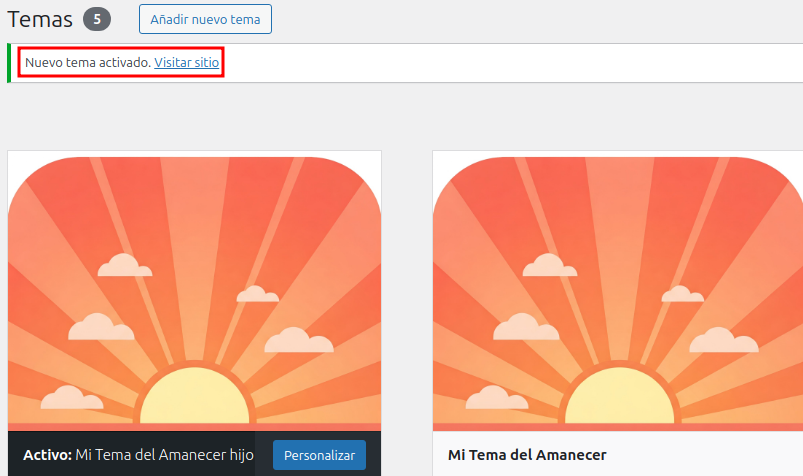 Temas 5 Añadir nuevo tema
Nuevo tema activado. Visitar sitio
Activo: Mi Tema del Amanecer hijo Personalizar
Mi Tema del Amanecer